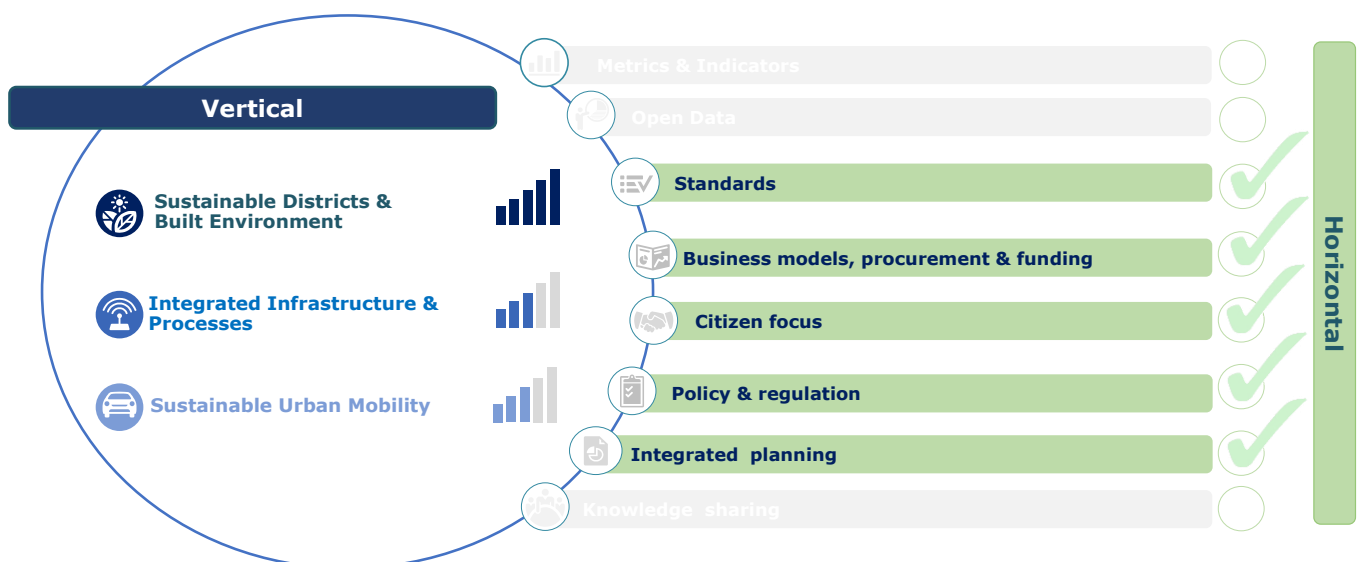 Vertical
Sustainable Districts &
Built Environment
Integrated Infrastructure &
Processes
Sustainable Urban Mobility
Metrics & Indicators
Open Data
Standards
Business models, procurement & funding
Citizen focus
Policy & regulation
Integrated planning
Knowledge sharing
Horizontal